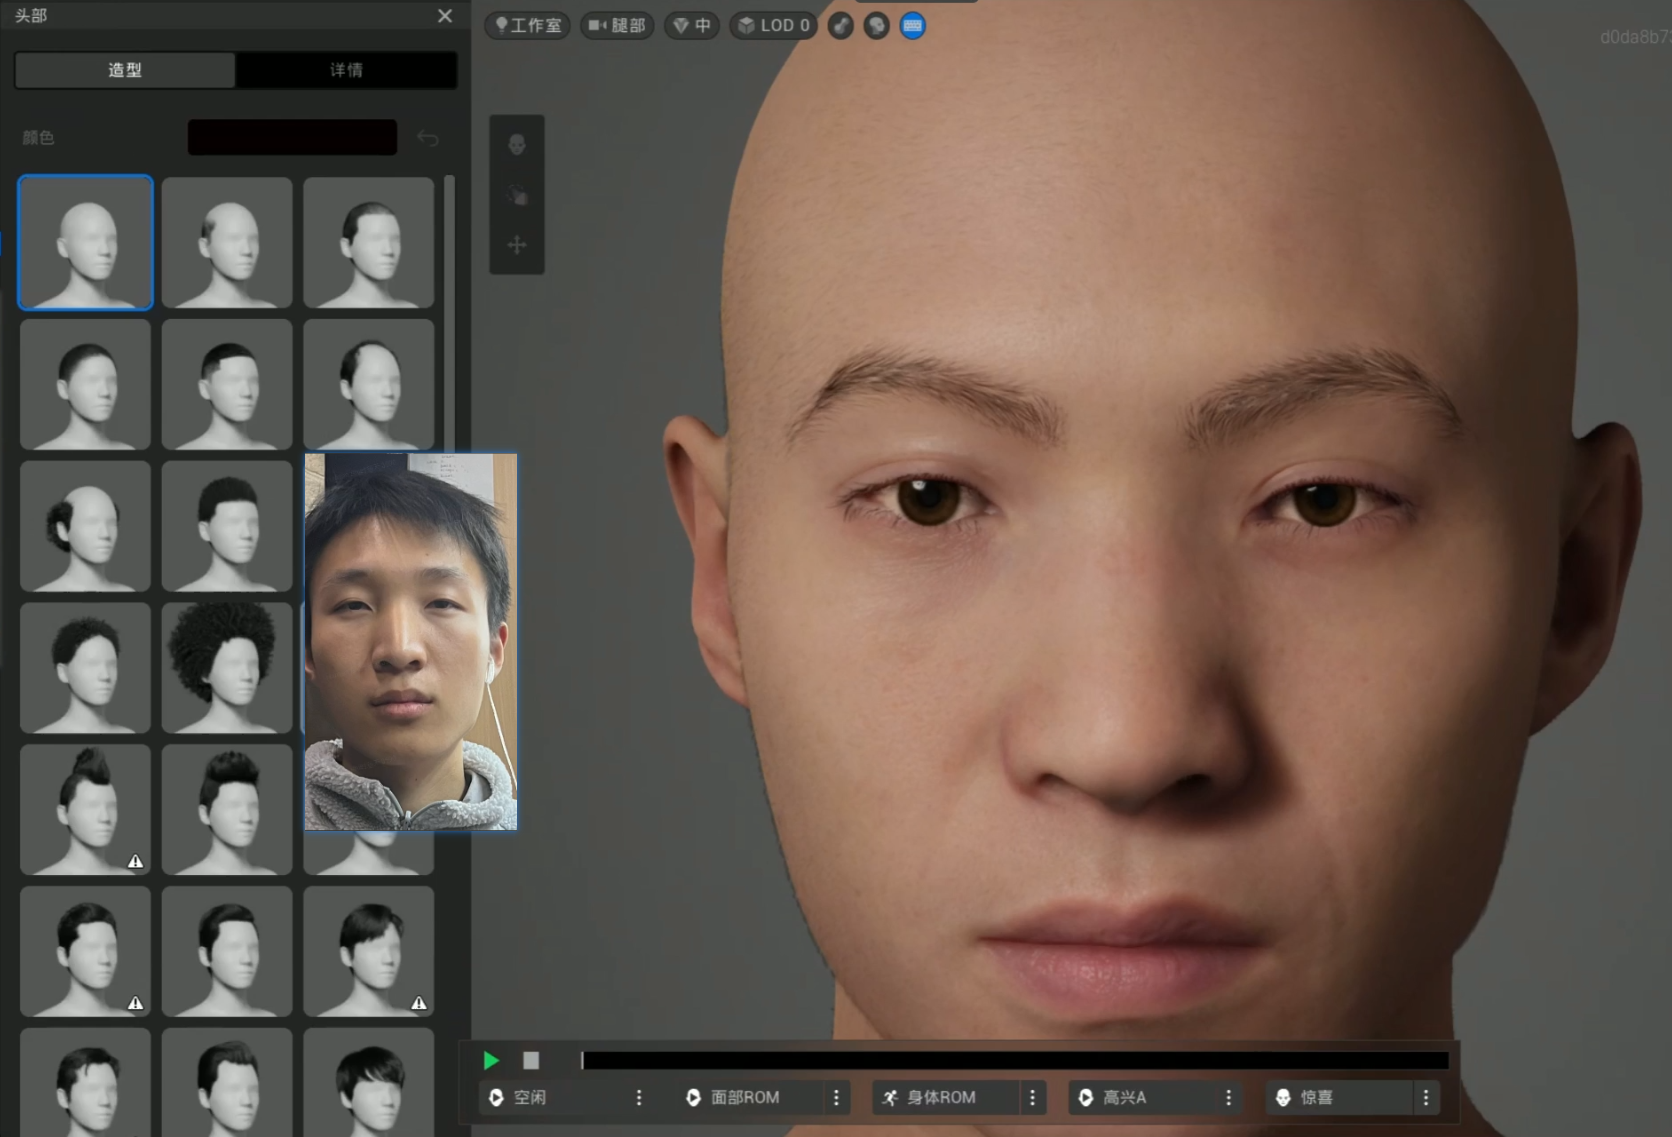 头部
造型
详情
颜色
工作室
腿部
中
LOD 0
d0da8b7
空闲
面部ROM
身体ROM
高兴A
惊喜